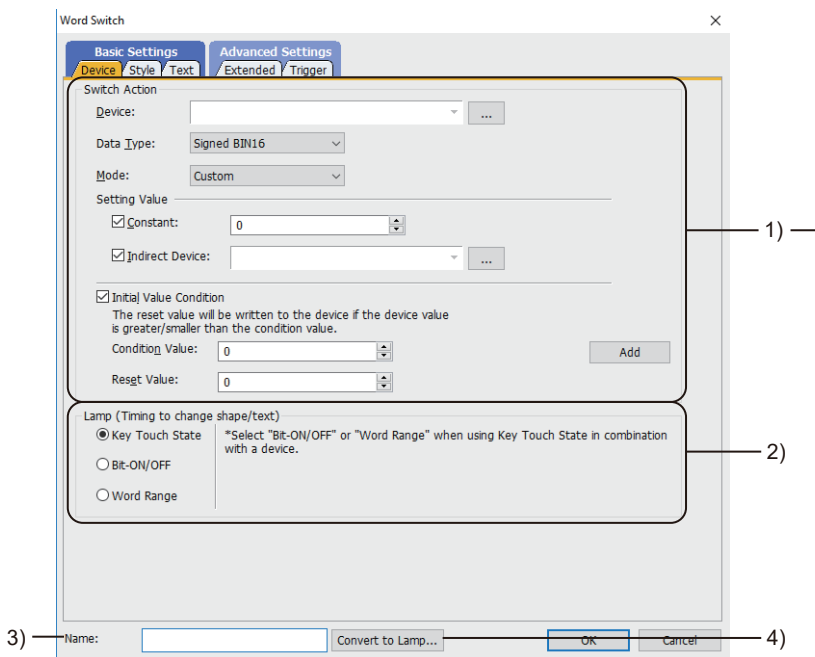 Word Switch
Basic Settings Advanced Settings
Device Style Text Extended Trigger
Switch Action
Device: ...
Data Type: Signed BIN16
Mode: Custom
Setting Value
Constant: 0
1)
Indirect Device: ...
Initial Value Condition
The reset value will be written to the device if the device value
is greater/smaller than the condition value.
Condition Value: 0
Add
Reset Value: 0
Lamp (Timing to change shape/text)
Key Touch State *Select "Bit-ON/OFF" or "Word Range" when using Key Touch State in combination
with a device.
2)
Bit-ON/OFF
Word Range
3) Name: Convert to Lamp... OK Cancel 4)